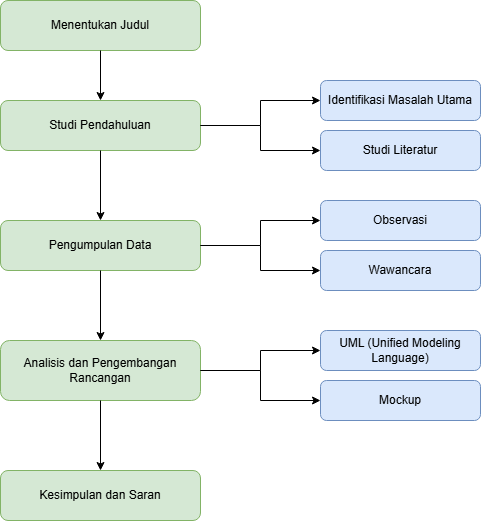 Menentukan Judul
Studi Pendahuluan
Identifikasi Masalah Utama
Studi Literatur
Pengumpulan Data
Observasi
Wawancara
Analisis dan Pengembangan
Rancangan
UML (Unified Modeling
Language)
Mockup
Kesimpulan dan Saran